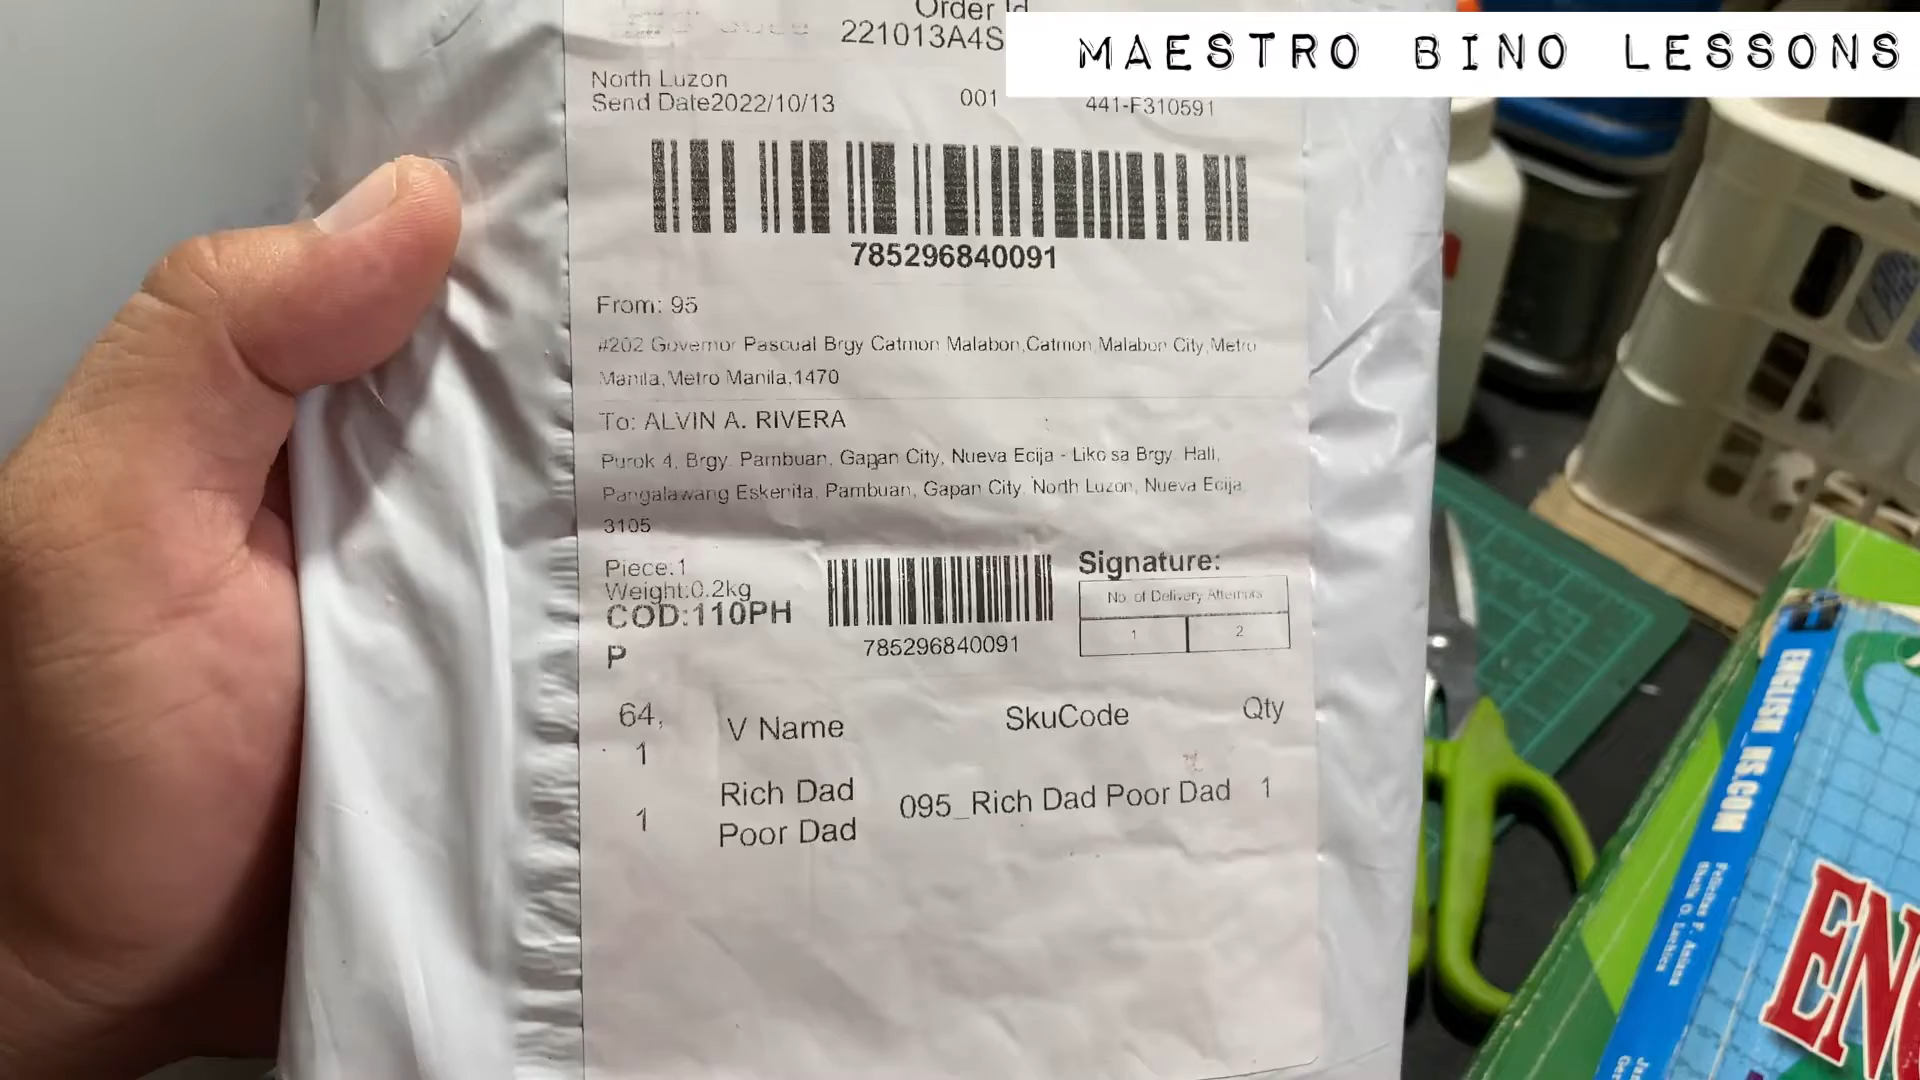 MAESTRO BINO LESSONS
Order Id
221013A4S
North Luzon
Send Date2022/10/13
001
441-F310591
785296840091
From: 95
#202 Governor Pascual Brgy Catmon Malabon,Catmon,Malabon City,Metro
Manila,Metro Manila,1470
To: ALVIN A. RIVERA
Purok 4, Brgy. Pambuan, Gapan City, Nueva Ecija - Liko sa Brgy. Hall,
Pangalawang Eskenita, Pambuan, Gapan City, North Luzon, Nueva Ecija
3105
Piece:1
Weight:0.2kg
COD:110PH
P
785296840091
Signature:
No. of Delivery Attempts
1 2
64, V Name SkuCode Qty
1
Rich Dad
1 095_Rich Dad Poor Dad 1
Poor Dad
ENGLISH_HS.COM
EN